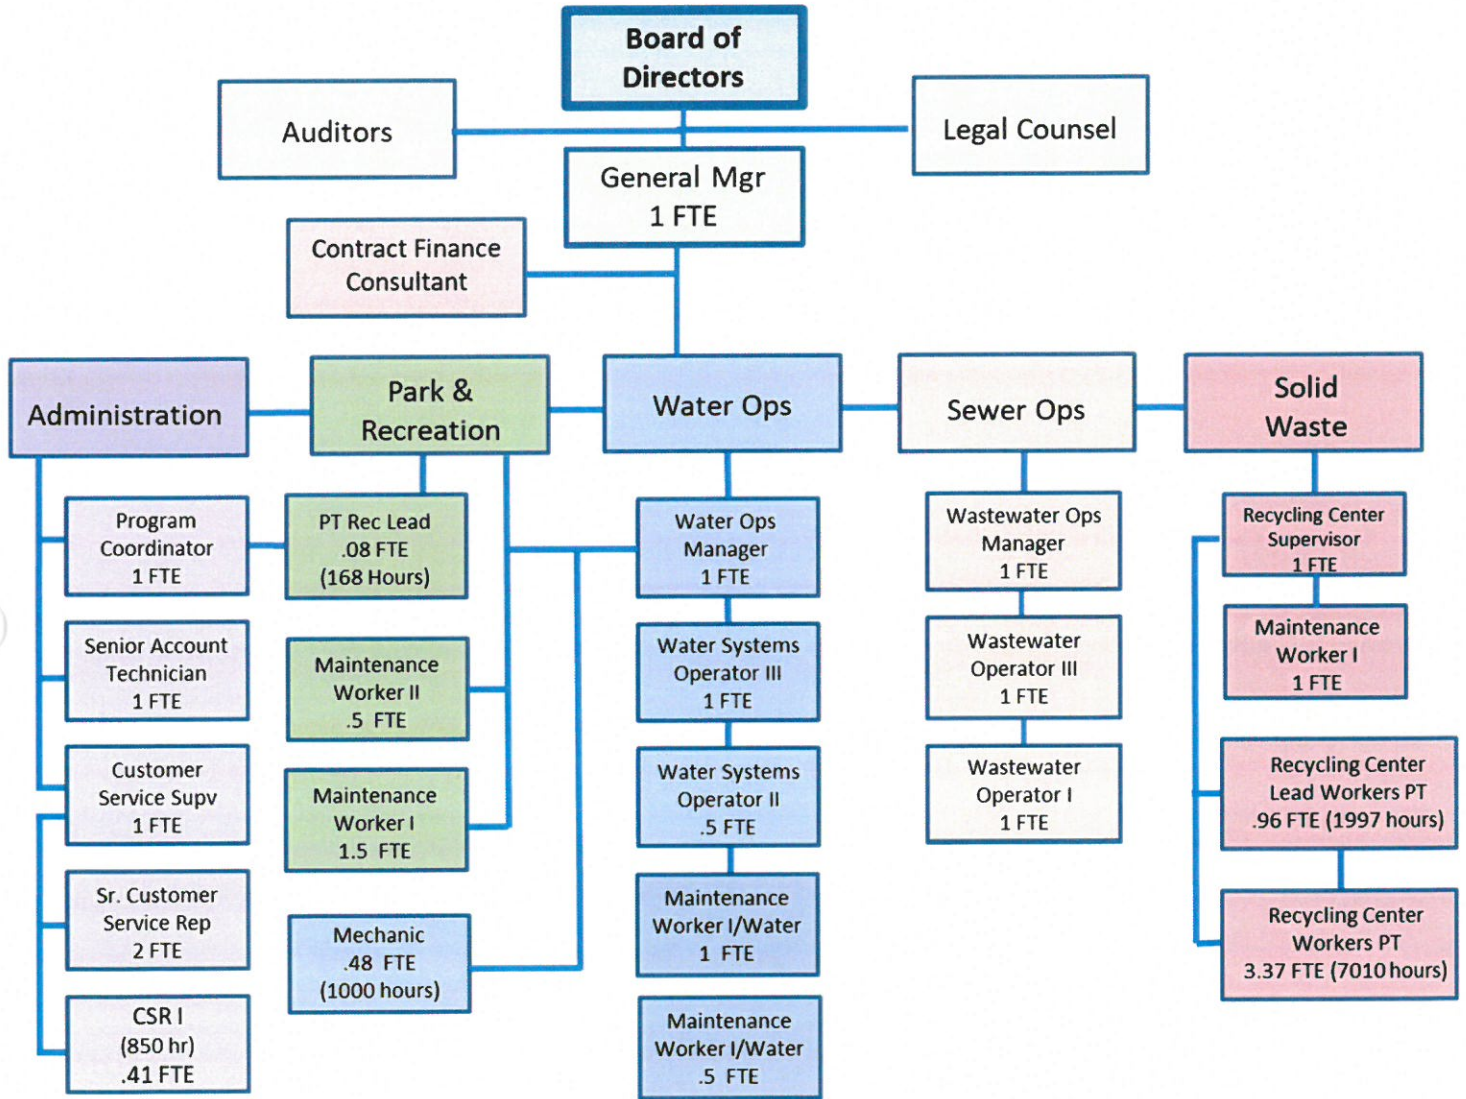 Board of
Directors
Auditors
Legal Counsel
General Mgr
1 FTE
Contract Finance
Consultant
Administration
Park &
Recreation
Water Ops
Sewer Ops
Solid
Waste
Program
Coordinator
1 FTE
Senior Account
Technician
1 FTE
Customer
Service Supv
1 FTE
Sr. Customer
Service Rep
2 FTE
CSR I
(850 hr)
.41 FTE
PT Rec Lead
.08 FTE
(168 Hours)
Maintenance
Worker II
.5 FTE
Maintenance
Worker I
1.5 FTE
Mechanic
.48 FTE
(1000 hours)
Water Ops
Manager
1 FTE
Water Systems
Operator III
1 FTE
Water Systems
Operator II
.5 FTE
Maintenance
Worker I/Water
1 FTE
Maintenance
Worker I/Water
.5 FTE
Wastewater Ops
Manager
1 FTE
Wastewater
Operator III
1 FTE
Wastewater
Operator I
1 FTE
Recycling Center
Supervisor
1 FTE
Maintenance
Worker I
1 FTE
Recycling Center
Lead Workers PT
.96 FTE (1997 hours)
Recycling Center
Workers PT
3.37 FTE (7010 hours)